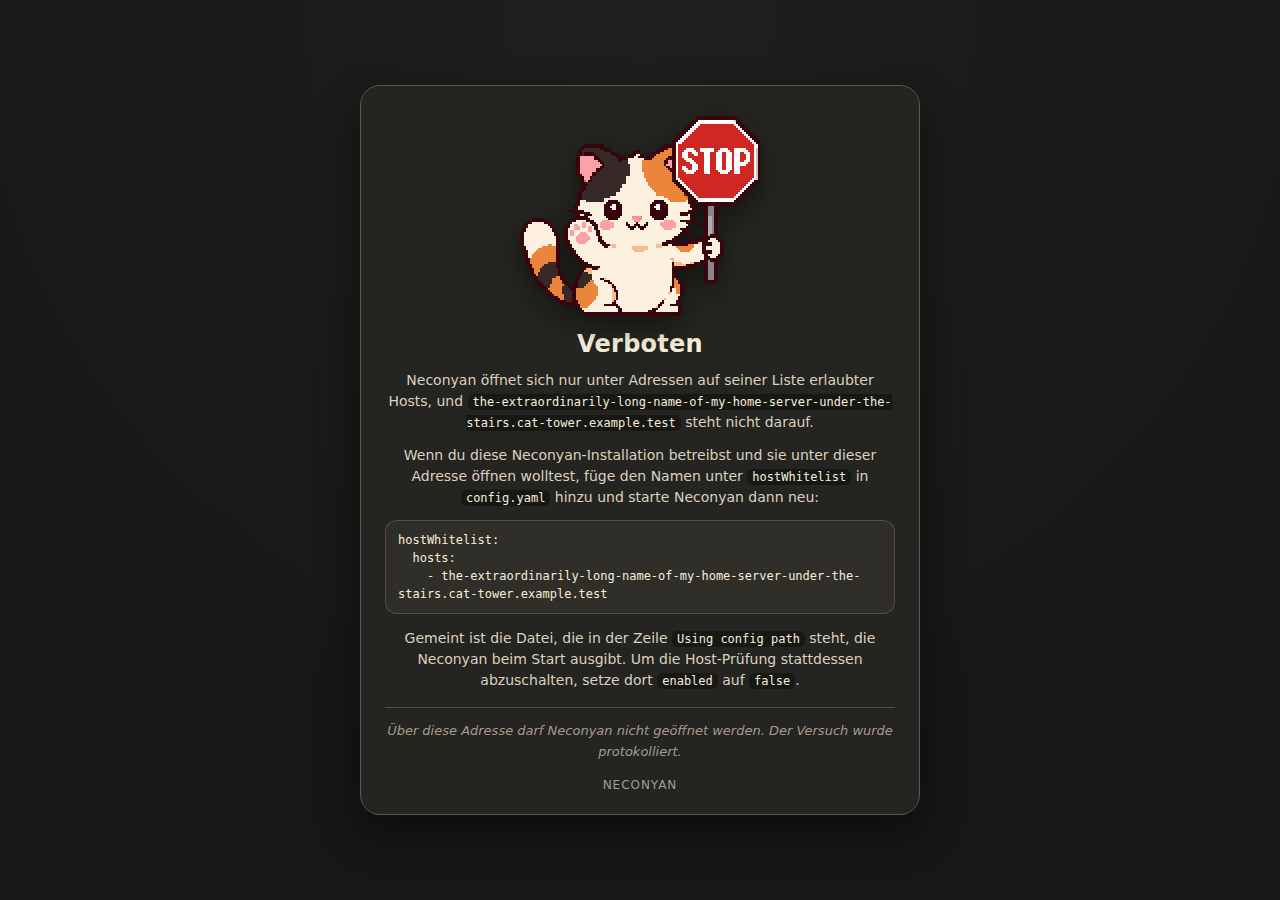 STOP
Verboten
Neconyan öffnet sich nur unter Adressen auf seiner Liste erlaubter
Hosts, und the-extraordinarily-long-name-of-my-home-server-under-the-
stairs.cat-tower.example.test steht nicht darauf.
Wenn du diese Neconyan-Installation betreibst und sie unter dieser
Adresse öffnen wolltest, füge den Namen unter hostWhitelist in
config.yaml hinzu und starte Neconyan dann neu:
hostWhitelist:
  hosts:
    - the-extraordinarily-long-name-of-my-home-server-under-the-
stairs.cat-tower.example.test
Gemeint ist die Datei, die in der Zeile Using config path steht, die
Neconyan beim Start ausgibt. Um die Host-Prüfung stattdessen
abzuschalten, setze dort enabled auf false.
Über diese Adresse darf Neconyan nicht geöffnet werden. Der Versuch wurde
protokolliert.
NECONYAN